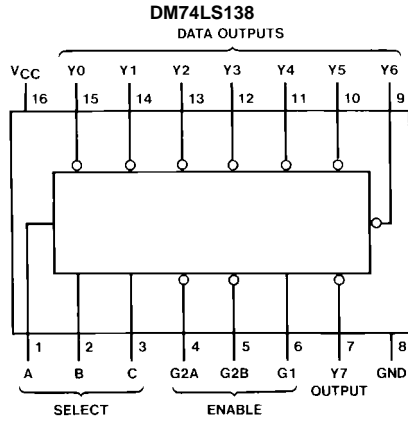 DM74LS138
DATA OUTPUTS
VCC Y0 Y1 Y2 Y3 Y4 Y5 Y6
16 15 14 13 12 11 10 9
1 2 3 4 5 6 7 8
A B C G2A G2B G1 Y7 GND
OUTPUT
SELECT ENABLE